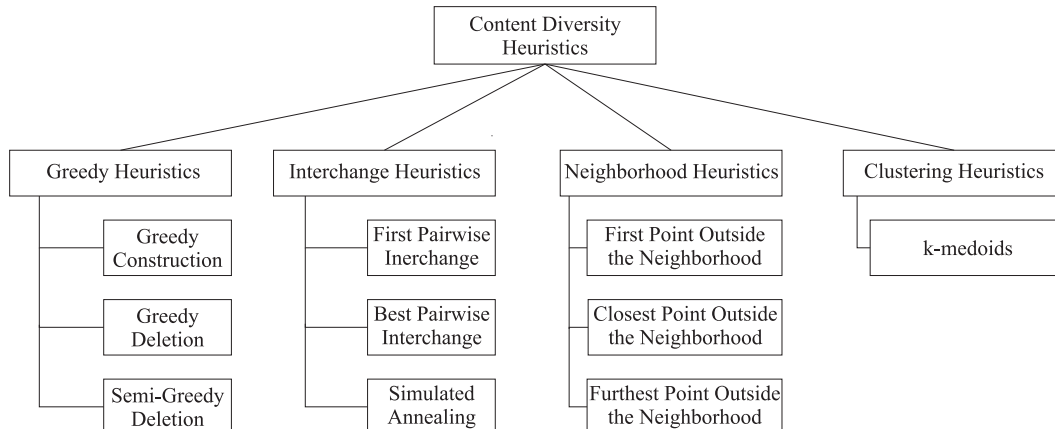 Content Diversity
Heuristics
Greedy Heuristics
Interchange Heuristics
Neighborhood Heuristics
Clustering Heuristics
Greedy
Construction
First Pairwise
Inerchange
First Point Outside
the Neighborhood
k-medoids
Greedy
Deletion
Best Pairwise
Interchange
Closest Point Outside
the Neighborhood
Semi-Greedy
Deletion
Simulated
Annealing
Furthest Point Outside
the Neighborhood